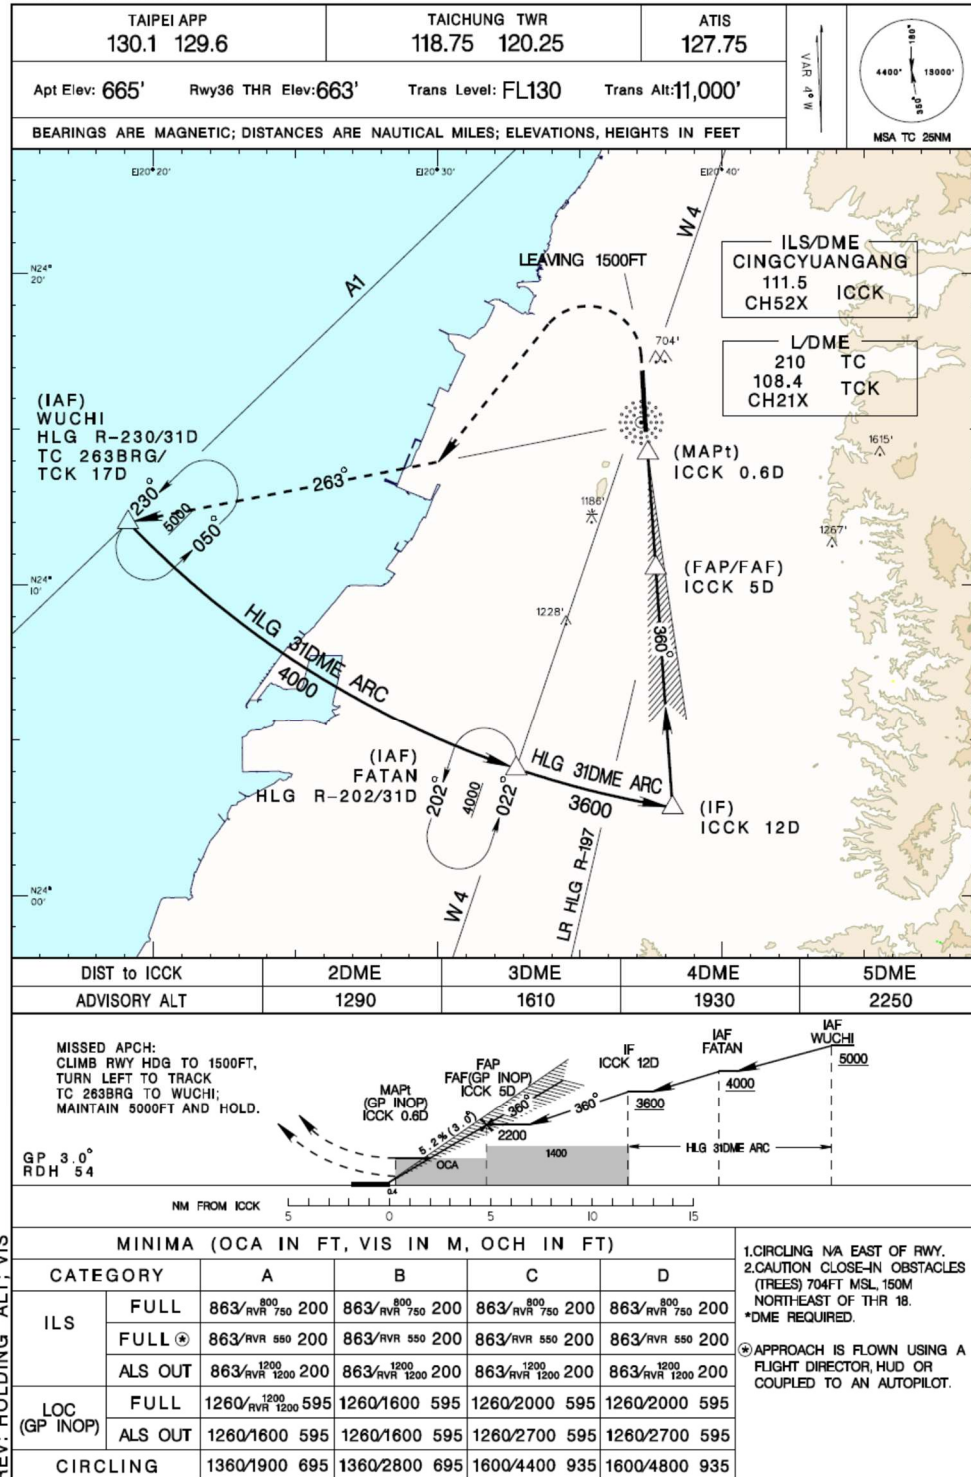 TAIPEI APP
130.1 129.6
TAICHUNG TWR
118.75 120.25
ATIS
127.75
VAR 4° W
180°
4400' 13000'
350°
MSA TC 25NM
Apt Elev: 665' Rwy36 THR Elev:663' Trans Level: FL130 Trans Alt:11,000'
BEARINGS ARE MAGNETIC; DISTANCES ARE NAUTICAL MILES; ELEVATIONS, HEIGHTS IN FEET
E120° 20' E120° 30' E120° 40'
N24°
20'
A1
W4
LEAVING 1500FT
ILS/DME
CINGCYUANGANG
111.5
CH52X ICCK
L/DME
210 TC
108.4
CH21X TCK
704'
(IAF)
WUCHI
HLG R-230/31D
TC 263BRG/
TCK 17D
1615'
(MAPt)
ICCK 0.6D
263°
230°
5000
050°
1186'
1267'
N24°
10'
(FAP/FAF)
ICCK 5D
1228'
360°
HLG 31DME ARC
4000
(IAF)
FATAN
HLG R-202/31D
202°
4000
022°
HLG 31DME ARC
3600
(IF)
ICCK 12D
LR HLG R-197
W4
N24°
00'
DIST to ICCK 2DME 3DME 4DME 5DME
ADVISORY ALT 1290 1610 1930 2250
MISSED APCH:
CLIMB RWY HDG TO 1500FT,
TURN LEFT TO TRACK
TC 263BRG TO WUCHI;
MAINTAIN 5000FT AND HOLD.
GP 3.0°
RDH 54
MAPt
(GP INOP)
ICCK 0.6D
FAP
FAF(GP INOP)
ICCK 5D
IF
ICCK 12D
IAF
FATAN
IAF
WUCHI
5000
4000
3600
360°
360°
5.2%(3.0°)
2200
1400
OCA
HLG 31DME ARC
0.4
NM FROM ICCK 5 0 5 10 15
REV: HOLDING ALT, VIS
MINIMA (OCA IN FT, VIS IN M, OCH IN FT)
CATEGORY A B C D
ILS
FULL 863/800 RVR 750 200 863/800 RVR 750 200 863/800 RVR 750 200 863/800 RVR 750 200
FULL ⊛ 863/RVR 550 200 863/RVR 550 200 863/RVR 550 200 863/RVR 550 200
ALS OUT 863/1200 RVR 1200 200 863/1200 RVR 1200 200 863/1200 RVR 1200 200 863/1200 RVR 1200 200
LOC
(GP INOP)
FULL 1260/1200 RVR 1200 595 1260/1600 595 1260/2000 595 1260/2000 595
ALS OUT 1260/1600 595 1260/1600 595 1260/2700 595 1260/2700 595
CIRCLING 1360/1900 695 1360/2800 695 1600/4400 935 1600/4800 935
1.CIRCLING N/A EAST OF RWY.
2.CAUTION CLOSE-IN OBSTACLES
(TREES) 704FT MSL, 150M
NORTHEAST OF THR 18.
*DME REQUIRED.
⊛APPROACH IS FLOWN USING A
FLIGHT DIRECTOR, HUD OR
COUPLED TO AN AUTOPILOT.